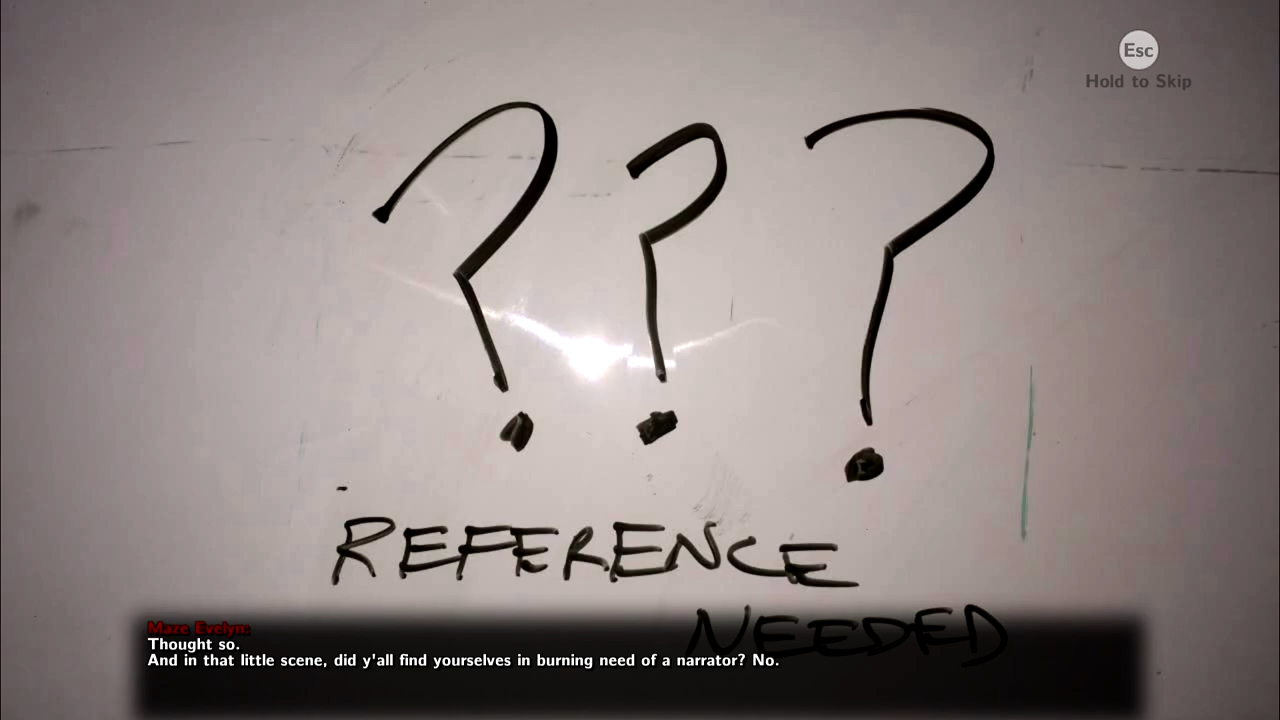 Esc
Hold to Skip
? ? ?
REFERENCE
NEEDED
Maze Evelyn:
Thought so.
And in that little scene, did y'all find yourselves in burning need of a narrator? No.